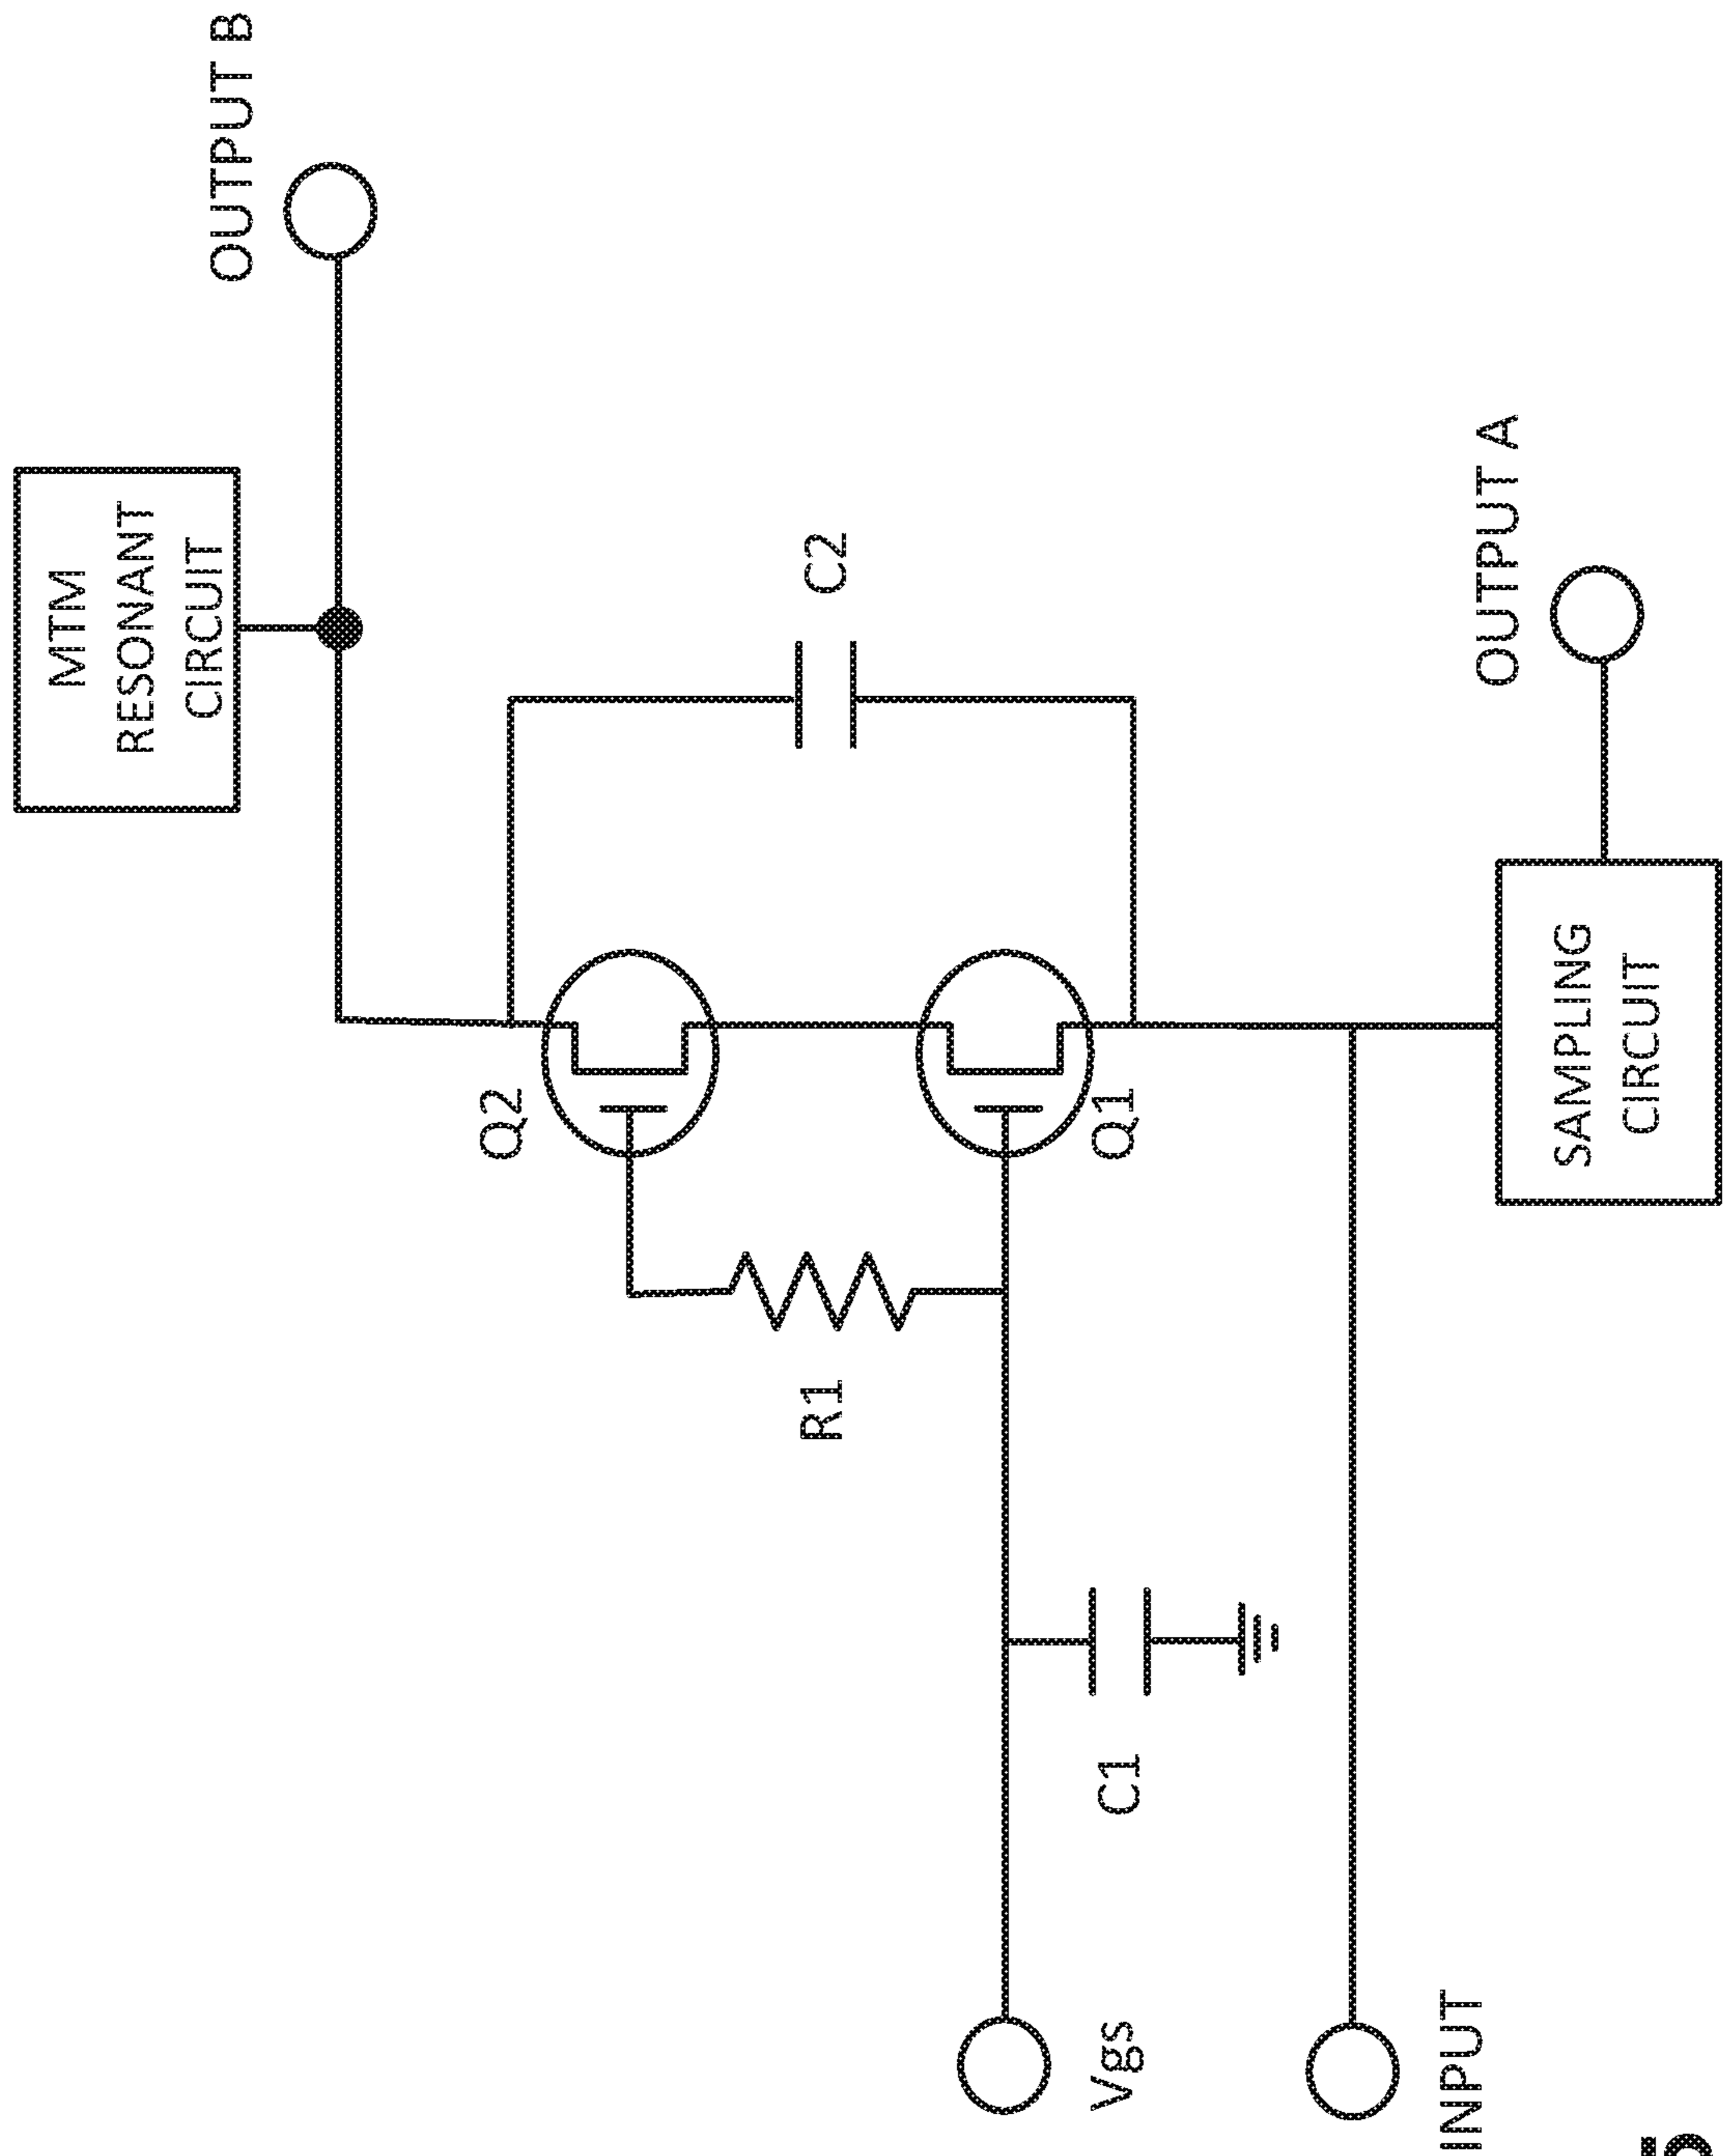 MTM
RESONANT
CIRCUIT
OUTPUT B
Q2
C2
R1
Q1
C1
Vgs
INPUT
SAMPLING
CIRCUIT
OUTPUT A